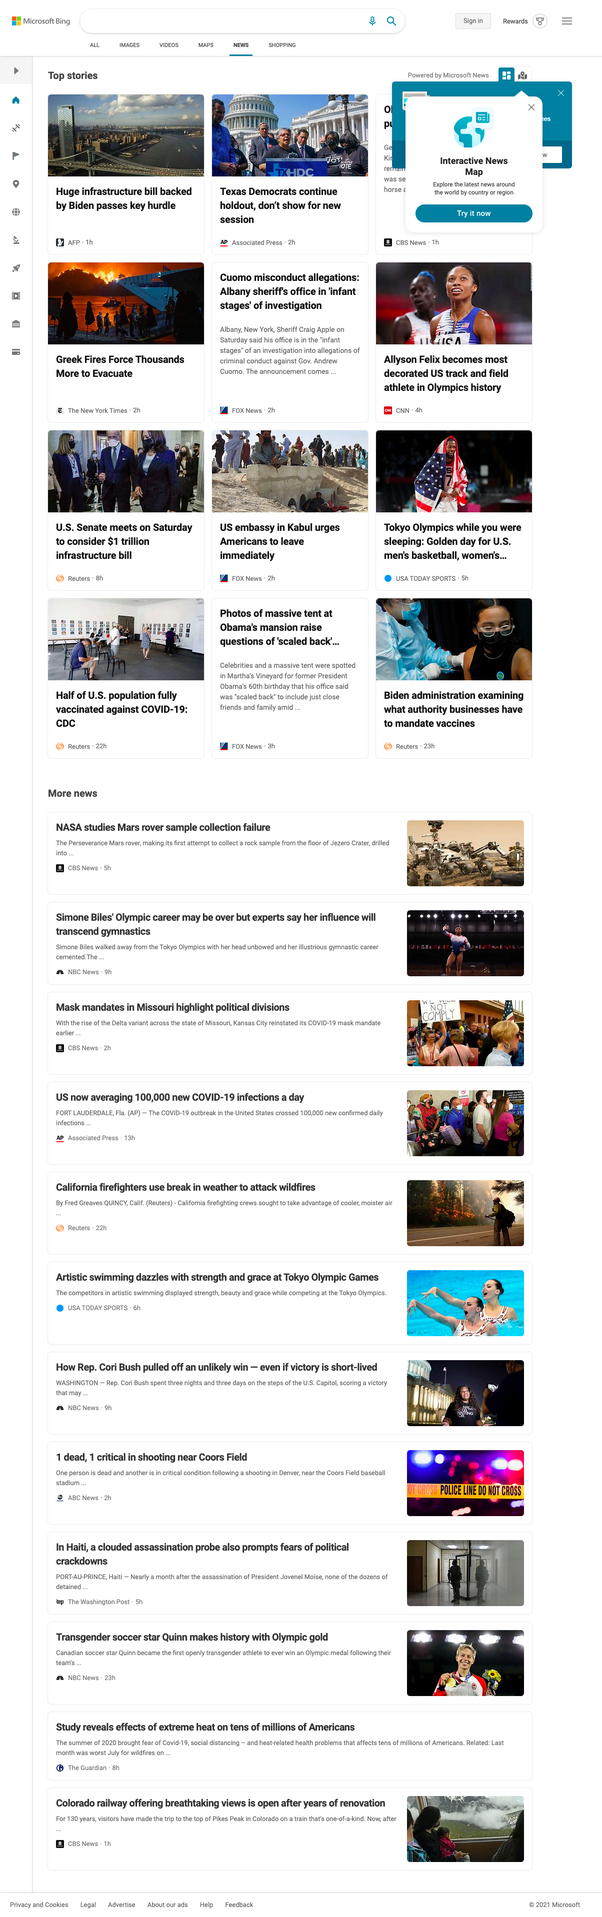 Microsoft Bing
Sign in
Rewards
ALL
IMAGES
VIDEOS
MAPS
NEWS
SHOPPING
Top stories
Powered by Microsoft News
Interactive News
Map
Explore the latest news around
the world by country or region
Try it now
Huge infrastructure bill backed
by Biden passes key hurdle
AFP · 1h
Texas Democrats continue
holdout, don't show for new
session
AP Associated Press · 2h
CBS News · 1h
Greek Fires Force Thousands
More to Evacuate
The New York Times · 2h
Cuomo misconduct allegations:
Albany sheriff's office in 'infant
stages' of investigation
Albany, New York, Sheriff Craig Apple on
Saturday said his office is in the "infant
stages" of an investigation into allegations of
criminal conduct against Gov. Andrew
Cuomo. The announcement comes ...
FOX News · 2h
Allyson Felix becomes most
decorated US track and field
athlete in Olympics history
CNN · 4h
U.S. Senate meets on Saturday
to consider $1 trillion
infrastructure bill
Reuters · 8h
US embassy in Kabul urges
Americans to leave
immediately
FOX News · 2h
Tokyo Olympics while you were
sleeping: Golden day for U.S.
men's basketball, women's...
USA TODAY SPORTS · 5h
Half of U.S. population fully
vaccinated against COVID-19:
CDC
Reuters · 22h
Photos of massive tent at
Obama's mansion raise
questions of 'scaled back'...
Celebrities and a massive tent were spotted
in Martha's Vineyard for former President
Obama's 60th birthday that his office said
was "scaled back" to include just close
friends and family amid ...
FOX News · 3h
Biden administration examining
what authority businesses have
to mandate vaccines
Reuters · 23h
More news
NASA studies Mars rover sample collection failure
The Perseverance Mars rover, making its first attempt to collect a rock sample from the floor of Jezero Crater, drilled
into ...
CBS News · 5h
Simone Biles' Olympic career may be over but experts say her influence will
transcend gymnastics
Simone Biles walked away from the Tokyo Olympics with her head unbowed and her illustrious gymnastic career
cemented.The ...
NBC News · 9h
Mask mandates in Missouri highlight political divisions
With the rise of the Delta variant across the state of Missouri, Kansas City reinstated its COVID-19 mask mandate
earlier ...
CBS News · 2h
NOT
COMPLY
US now averaging 100,000 new COVID-19 infections a day
FORT LAUDERDALE, Fla. (AP) — The COVID-19 outbreak in the United States crossed 100,000 new confirmed daily
infections ...
AP Associated Press · 13h
California firefighters use break in weather to attack wildfires
By Fred Greaves QUINCY, Calif. (Reuters) - California firefighting crews sought to take advantage of cooler, moister air
...
Reuters · 22h
Artistic swimming dazzles with strength and grace at Tokyo Olympic Games
The competitors in artistic swimming displayed strength, beauty and grace while competing at the Tokyo Olympics.
USA TODAY SPORTS · 6h
How Rep. Cori Bush pulled off an unlikely win — even if victory is short-lived
WASHINGTON — Rep. Cori Bush spent three nights and three days on the steps of the U.S. Capitol, scoring a victory
that may ...
NBC News · 9h
1 dead, 1 critical in shooting near Coors Field
One person is dead and another is in critical condition following a shooting in Denver, near the Coors Field baseball
stadium ...
ABC News · 2h
POLICE LINE DO NOT CROSS
In Haiti, a clouded assassination probe also prompts fears of political
crackdowns
PORT-AU-PRINCE, Haiti — Nearly a month after the assassination of President Jovenel Moïse, none of the dozens of
detained ...
wp The Washington Post · 5h
Transgender soccer star Quinn makes history with Olympic gold
Canadian soccer star Quinn became the first openly transgender athlete to ever win an Olympic medal following their
team's ...
NBC News · 23h
Study reveals effects of extreme heat on tens of millions of Americans
The summer of 2020 brought fear of Covid-19, social distancing – and heat-related health problems that affects tens of millions of Americans. Related: Last
month was worst July for wildfires on ...
The Guardian · 8h
Colorado railway offering breathtaking views is open after years of renovation
For 130 years, visitors have made the trip to the top of Pikes Peak in Colorado on a train that's one-of-a-kind. Now, after
...
CBS News · 1h
Privacy and Cookies
Legal
Advertise
About our ads
Help
Feedback
© 2021 Microsoft